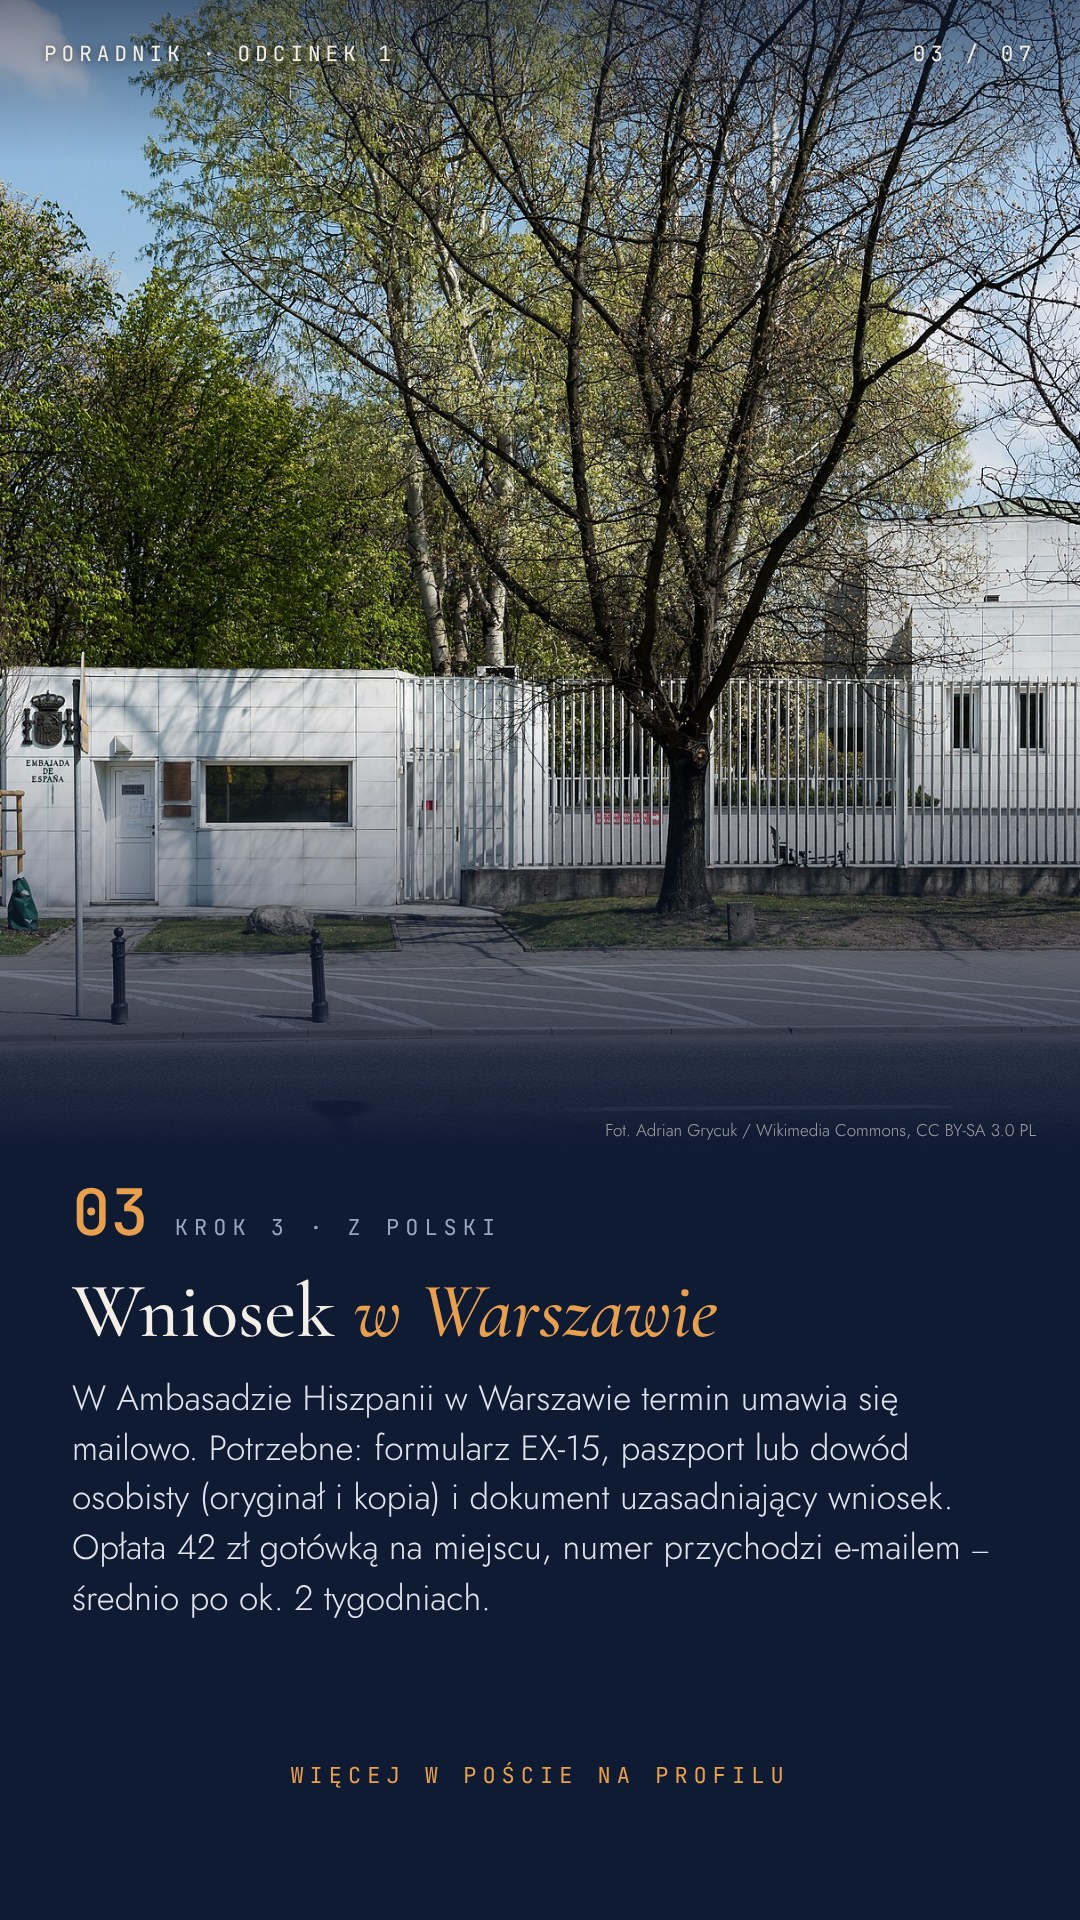 PORADNIK · ODCINEK 1
03 / 07
EMBAJADA
DE
ESPAÑA
Fot. Adrian Grycuk / Wikimedia Commons, CC BY-SA 3.0 PL
03 KROK 3 · Z POLSKI
Wniosek w Warszawie
W Ambasadzie Hiszpanii w Warszawie termin umawia się
mailowo. Potrzebne: formularz EX-15, paszport lub dowód
osobisty (oryginał i kopia) i dokument uzasadniający wniosek.
Opłata 42 zł gotówką na miejscu, numer przychodzi e-mailem –
średnio po ok. 2 tygodniach.
WIĘCEJ W POŚCIE NA PROFILU